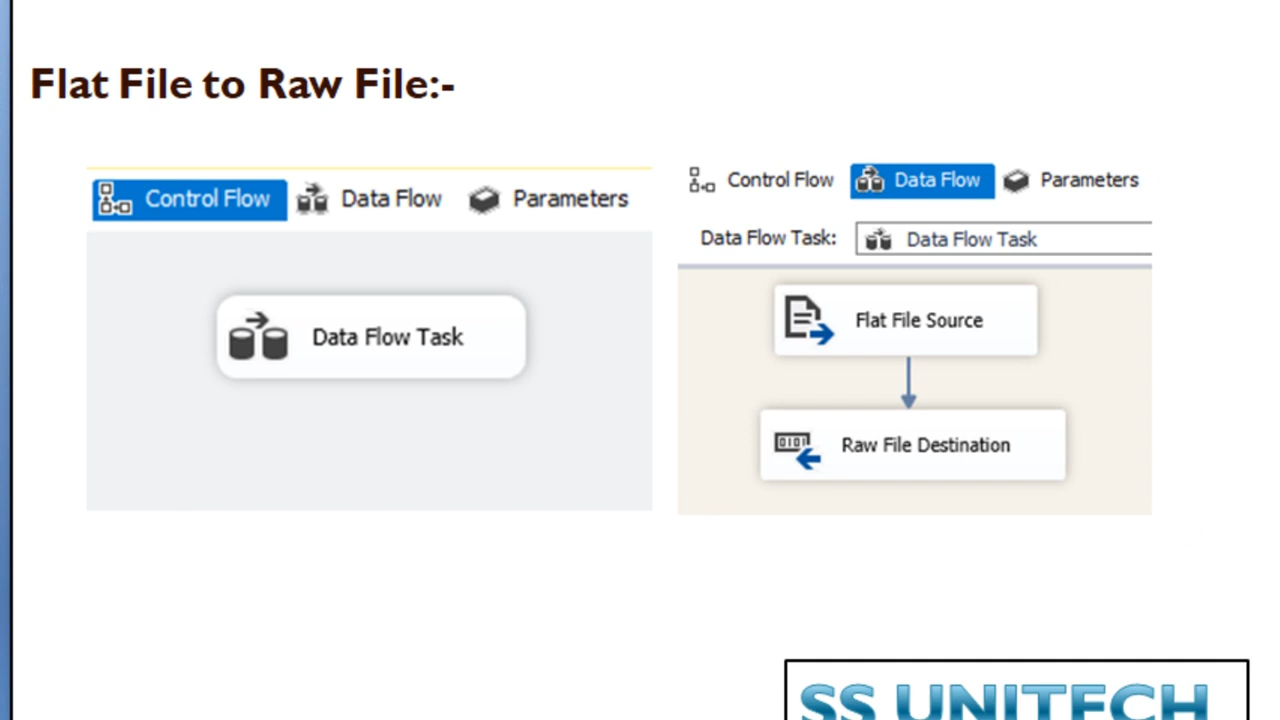 Flat File to Raw File:-
Control Flow Data Flow Parameters
Data Flow Task
Control Flow Data Flow Parameters
Data Flow Task: Data Flow Task
Flat File Source
0101
Raw File Destination
SS UNITECH